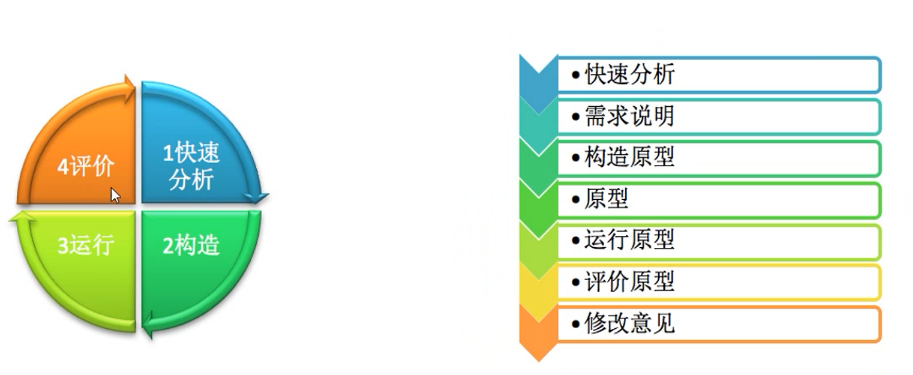 4评价
1快速
分析
3运行
2构造
•快速分析
•需求说明
•构造原型
•原型
•运行原型
•评价原型
•修改意见